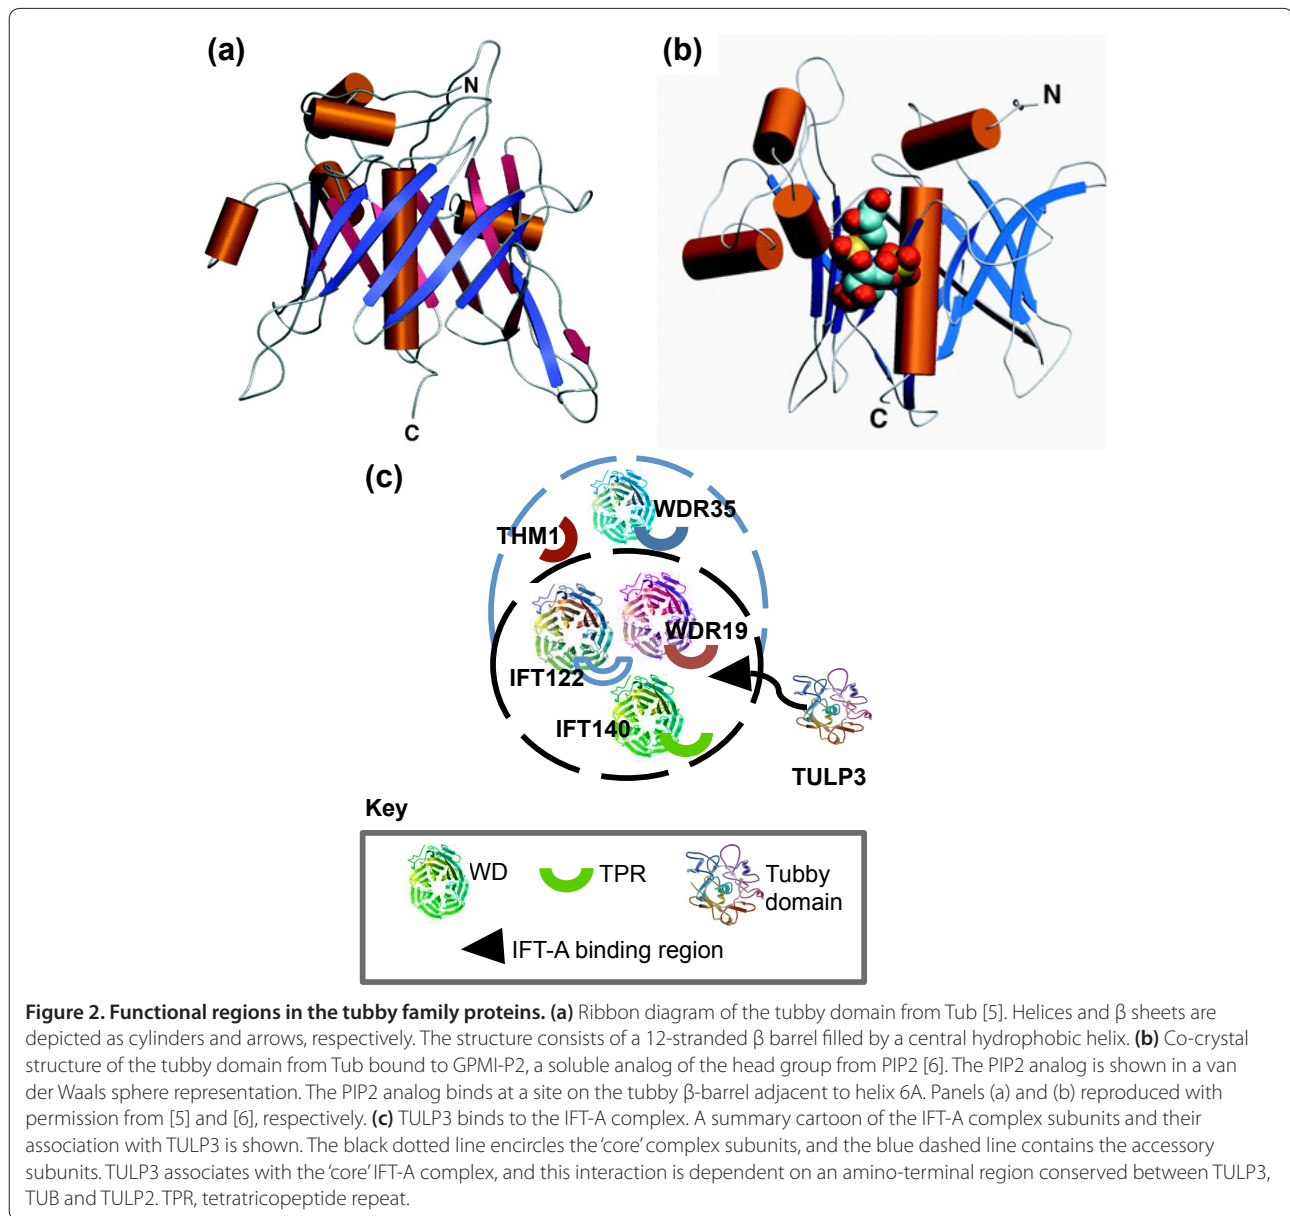 (a)
N
C
(b)
N
C
(c)
WDR35
THM1
WDR19
IFT122
IFT140
TULP3
Key
WD
TPR
Tubby
domain
IFT-A binding region
Figure 2. Functional regions in the tubby family proteins. (a) Ribbon diagram of the tubby domain from Tub [5]. Helices and β sheets are
depicted as cylinders and arrows, respectively. The structure consists of a 12-stranded β barrel filled by a central hydrophobic helix. (b) Co-crystal
structure of the tubby domain from Tub bound to GPMI-P2, a soluble analog of the head group from PIP2 [6]. The PIP2 analog is shown in a van
der Waals sphere representation. The PIP2 analog binds at a site on the tubby β-barrel adjacent to helix 6A. Panels (a) and (b) reproduced with
permission from [5] and [6], respectively. (c) TULP3 binds to the IFT-A complex. A summary cartoon of the IFT-A complex subunits and their
association with TULP3 is shown. The black dotted line encircles the ‘core’ complex subunits, and the blue dashed line contains the accessory
subunits. TULP3 associates with the ‘core’ IFT-A complex, and this interaction is dependent on an amino-terminal region conserved between TULP3,
TUB and TULP2. TPR, tetratricopeptide repeat.